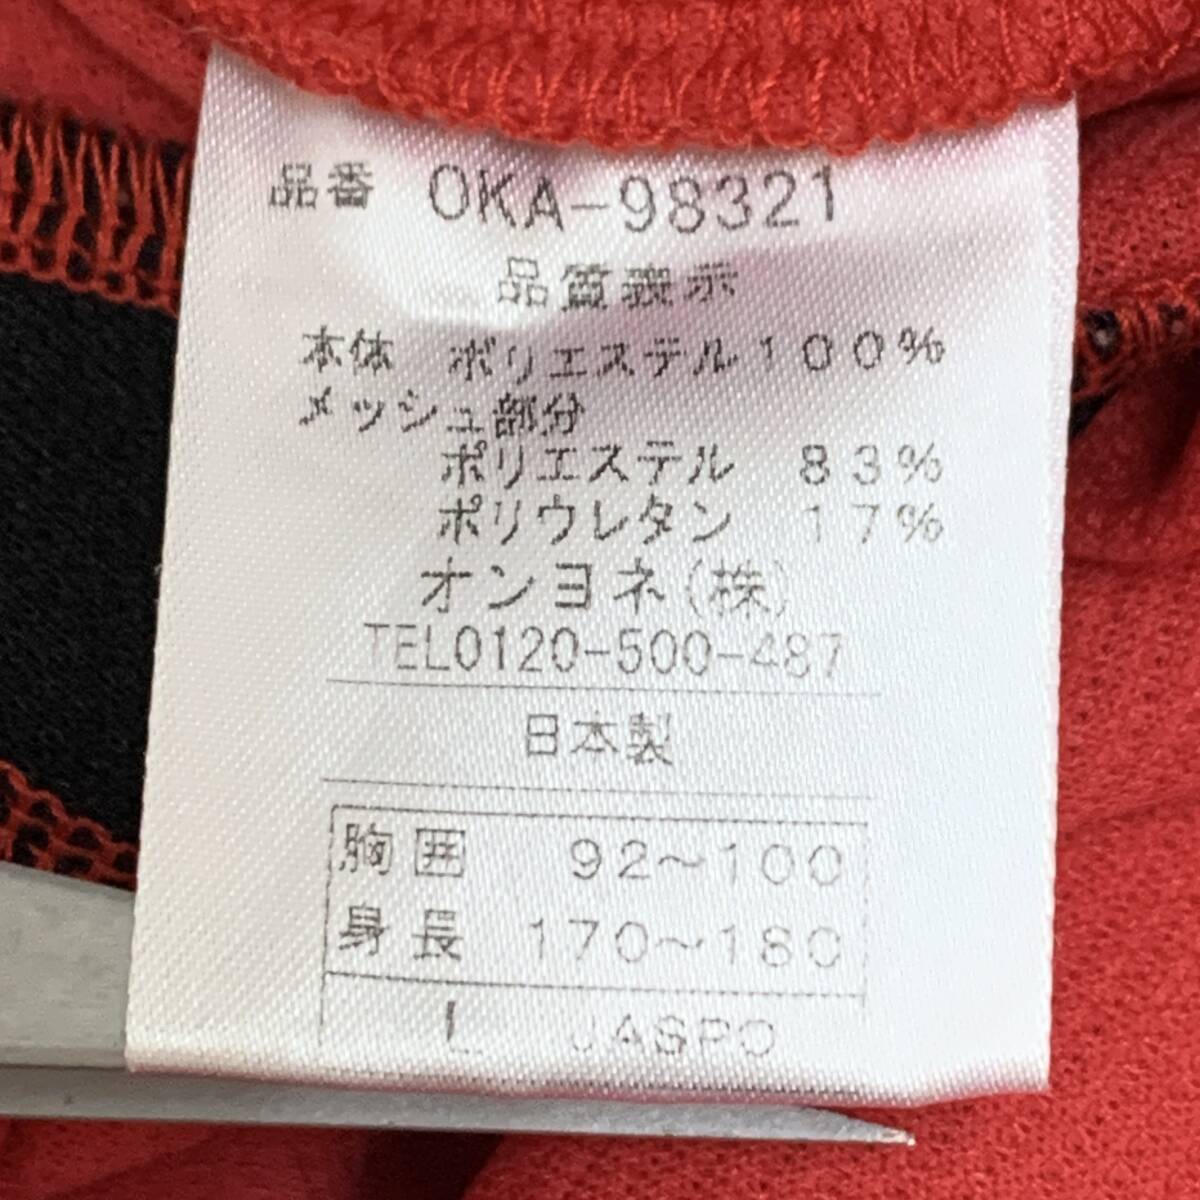 品番 OKA-98321
品質表示
本体 ポリエステル100%
メッシュ部分
ポリエステル 83%
ポリウレタン 17%
オンヨネ(株)
TEL0120-500-487
日本製
胸囲 92~100
身長 170~180
L JASPO